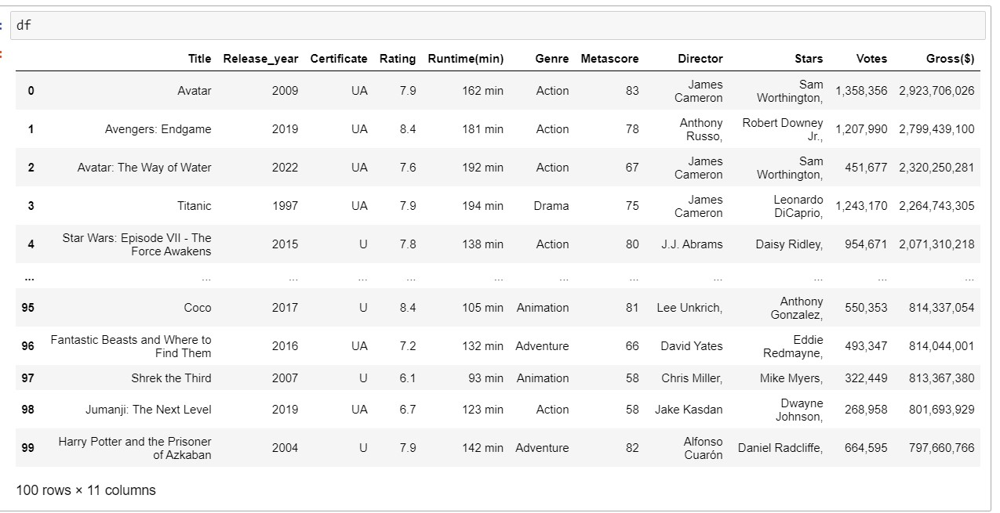 df
Title Release_year Certificate Rating Runtime(min) Genre Metascore Director Stars Votes Gross($)
0 Avatar 2009 UA 7.9 162 min Action 83 James Cameron Sam Worthington, 1,358,356 2,923,706,026
1 Avengers: Endgame 2019 UA 8.4 181 min Action 78 Anthony Russo, Robert Downey Jr., 1,207,990 2,799,439,100
2 Avatar: The Way of Water 2022 UA 7.6 192 min Action 67 James Cameron Sam Worthington, 451,677 2,320,250,281
3 Titanic 1997 UA 7.9 194 min Drama 75 James Cameron Leonardo DiCaprio, 1,243,170 2,264,743,305
4 Star Wars: Episode VII - The Force Awakens 2015 U 7.8 138 min Action 80 J.J. Abrams Daisy Ridley, 954,671 2,071,310,218
... ... ... ... ... ... ... ... ... ... ... ...
95 Coco 2017 U 8.4 105 min Animation 81 Lee Unkrich, Anthony Gonzalez, 550,353 814,337,054
96 Fantastic Beasts and Where to Find Them 2016 UA 7.2 132 min Adventure 66 David Yates Eddie Redmayne, 493,347 814,044,001
97 Shrek the Third 2007 U 6.1 93 min Animation 58 Chris Miller, Mike Myers, 322,449 813,367,380
98 Jumanji: The Next Level 2019 UA 6.7 123 min Action 58 Jake Kasdan Dwayne Johnson, 268,958 801,693,929
99 Harry Potter and the Prisoner of Azkaban 2004 U 7.9 142 min Adventure 82 Alfonso Cuarón Daniel Radcliffe, 664,595 797,660,766
100 rows × 11 columns